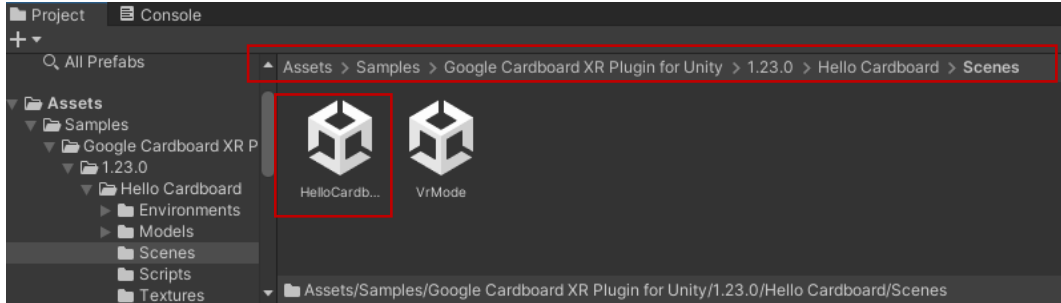 Project Console
All Prefabs
Assets > Samples > Google Cardboard XR Plugin for Unity > 1.23.0 > Hello Cardboard > Scenes
Assets
Samples
Google Cardboard XR P
1.23.0
Hello Cardboard
Environments
Models
Scenes
Scripts
Textures
HelloCardb... VrMode
Assets/Samples/Google Cardboard XR Plugin for Unity/1.23.0/Hello Cardboard/Scenes